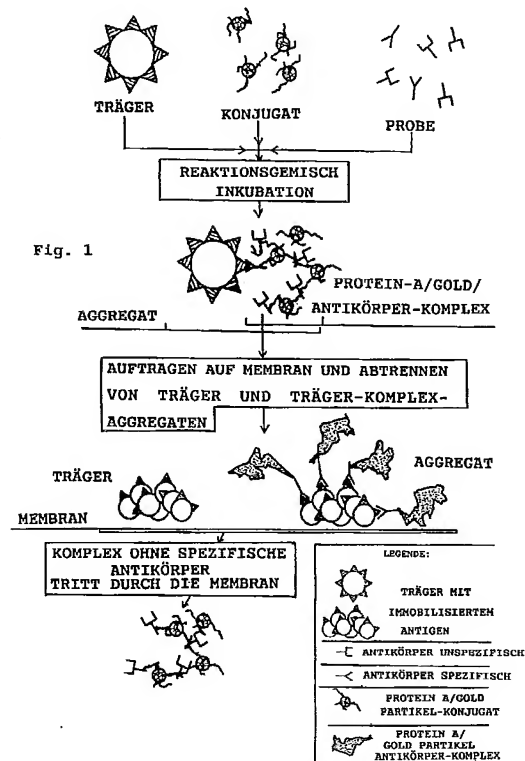 TRÄGER
KONJUGAT
PROBE
REAKTIONSGEMISCH
INKUBATION
Fig. 1
PROTEIN-A/GOLD/
ANTIKÖRPER-KOMPLEX
AGGREGAT
AUFTRAGEN AUF MEMBRAN UND ABTRENNEN
VON TRÄGER UND TRÄGER-KOMPLEX-
AGGREGATEN
TRÄGER
AGGREGAT
MEMBRAN
KOMPLEX OHNE SPEZIFISCHE
ANTIKÖRPER
TRITT DURCH DIE MEMBRAN
LEGENDE:
TRÄGER MIT
IMMOBILISIERTEM
ANTIGEN
ANTIKÖRPER UNSPEZIFISCH
ANTIKÖRPER SPEZIFISCH
PROTEIN A/GOLD
PARTIKEL-KONJUGAT
PROTEIN A/
GOLD PARTIKEL
ANTIKÖRPER-KOMPLEX